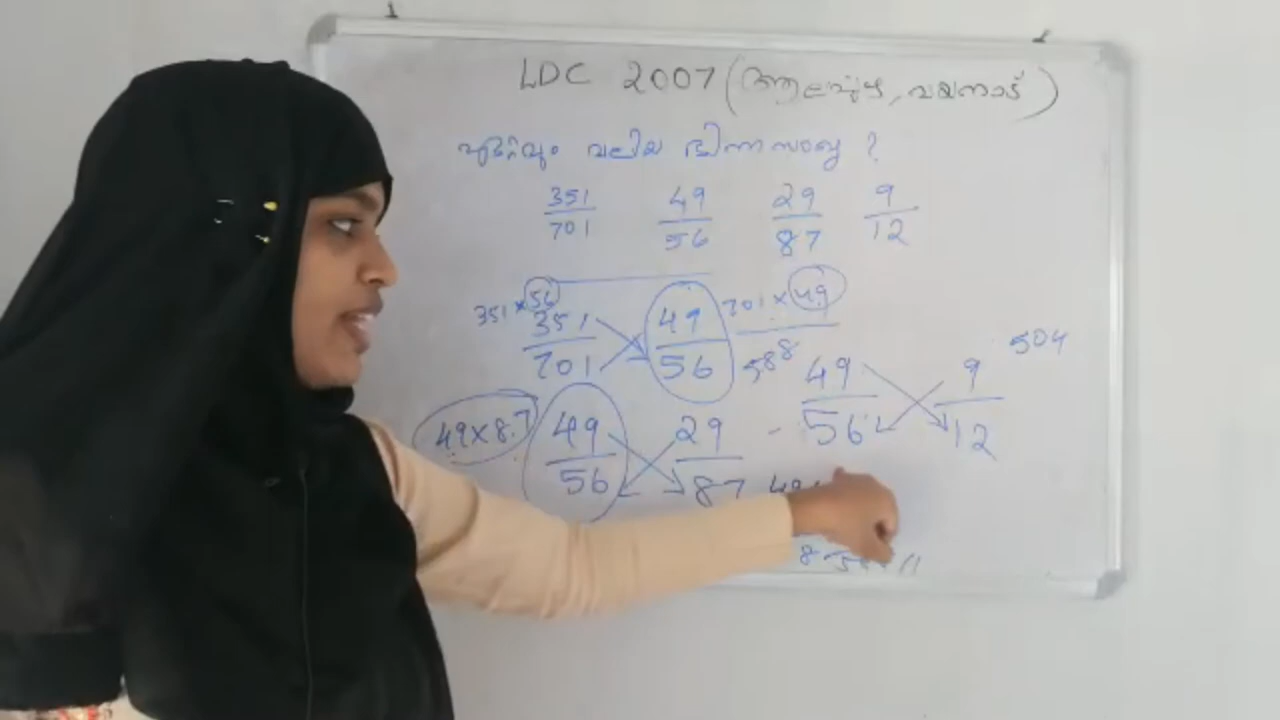 LDC 2007 (ആലപ്പുഴ, വയനാട്)
ഏറ്റവും വലിയ ഭിന്നസംഖ്യ ?
351/701 49/56 29/87 9/12
351×56 701×49
351/701 49/56 588 49/56 9/12 504
49×87 49/56 29/87